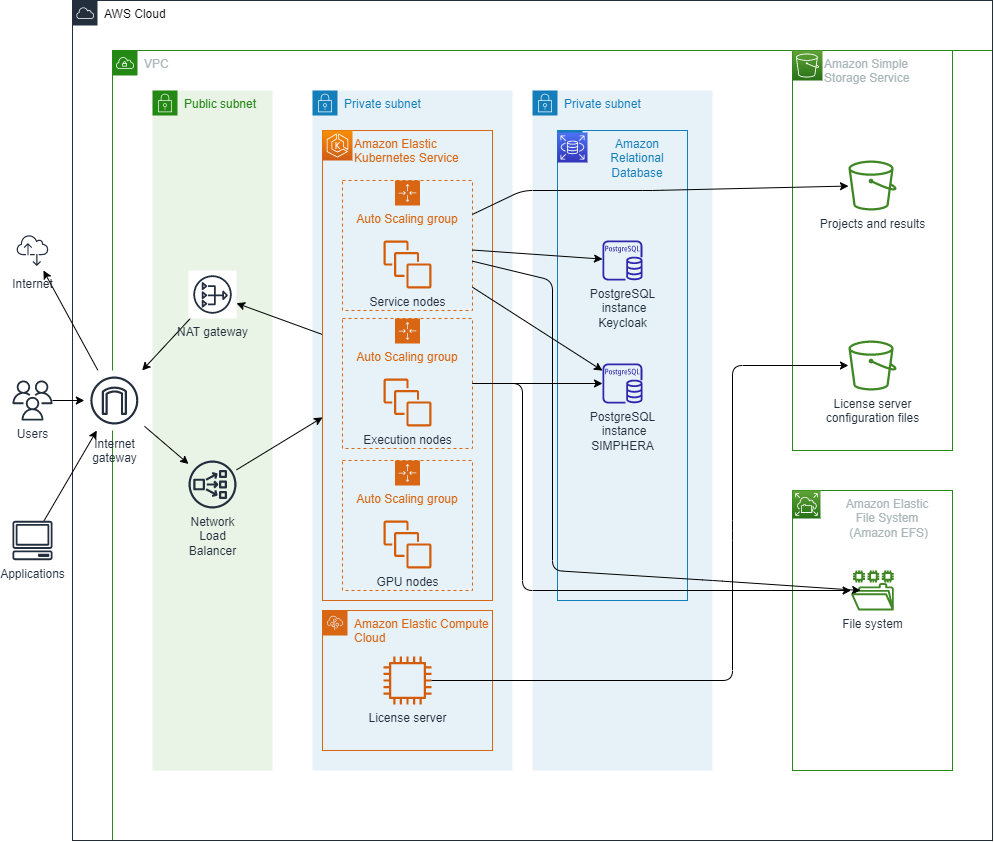 AWS Cloud
VPC
Public subnet
Private subnet
Private subnet
Amazon Simple
Storage Service
Amazon Elastic
Kubernetes Service
Amazon
Relational
Database
Auto Scaling group
Service nodes
Auto Scaling group
Execution nodes
Auto Scaling group
GPU nodes
PostgreSQL
PostgreSQL
instance
Keycloak
PostgreSQL
PostgreSQL
instance
SIMPHERA
Projects and results
License server
configuration files
Internet
NAT gateway
Users
Internet
gateway
Network
Load
Balancer
Applications
Amazon Elastic
File System
(Amazon EFS)
File system
Amazon Elastic Compute
Cloud
License server